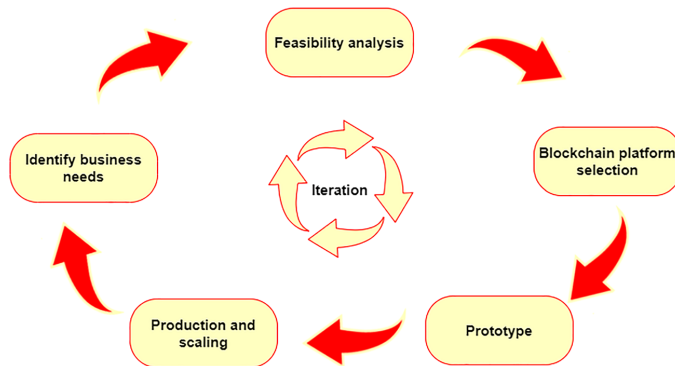 Feasibility analysis
Blockchain platform
selection
Identify business
needs
Iteration
Production and
scaling
Prototype